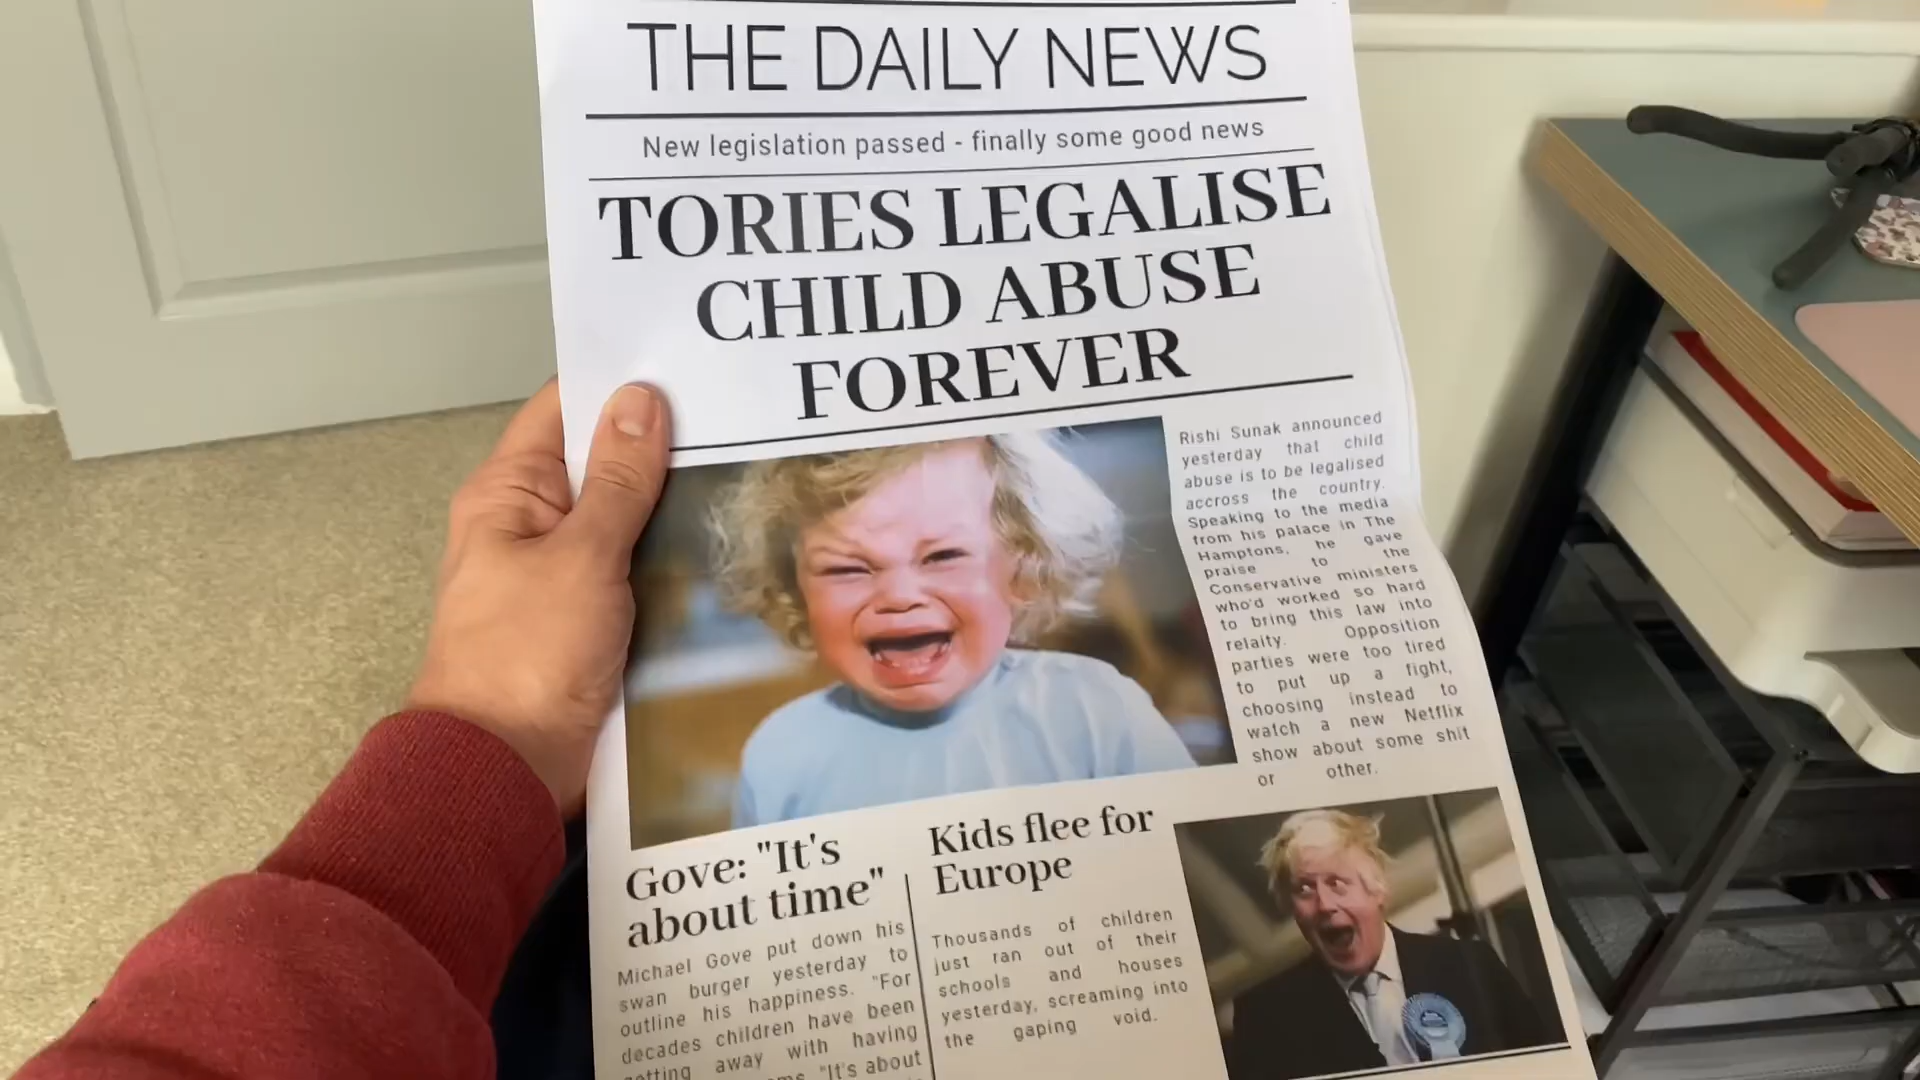 THE DAILY NEWS
New legislation passed - finally some good news
TORIES LEGALISE
CHILD ABUSE
FOREVER
Rishi Sunak announced
yesterday that child
abuse is to be legalised
accross the country.
Speaking to the media
from his palace in The
Hamptons, he gave
praise to the
Conservative ministers
who'd worked so hard
to bring this law into
relaity. Opposition
parties were too tired
to put up a fight,
choosing instead to
watch a new Netflix
show about some shit
or other.
Gove: "It's
about time"
Michael Gove put down his
swan burger yesterday to
outline his happiness. "For
decades children have been
getting away with having
"It's about
Kids flee for
Europe
Thousands of children
just ran out of their
schools and houses
yesterday, screaming into
the gaping void.